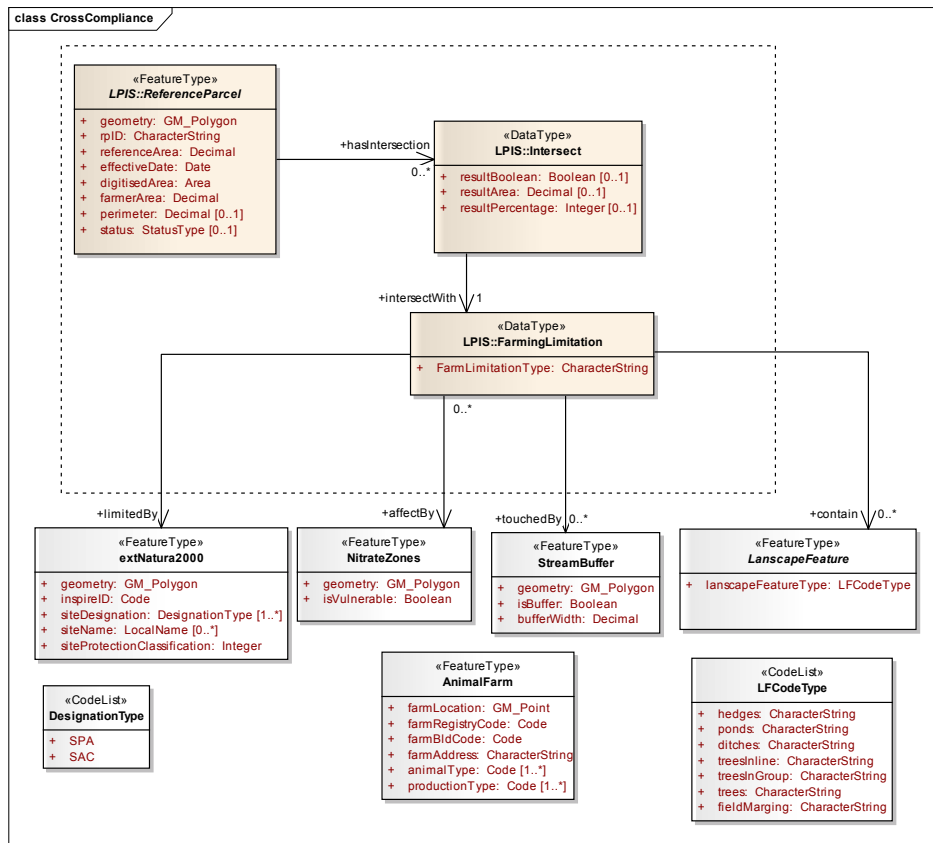 class CrossCompliance
«FeatureType»
LPIS::ReferenceParcel
+ geometry: GM_Polygon
+ rpID: CharacterString
+ referenceArea: Decimal
+ effectiveDate: Date
+ digitisedArea: Area
+ farmerArea: Decimal
+ perimeter: Decimal [0..1]
+ status: StatusType [0..1]
+hasIntersection
0..*
«DataType»
LPIS::Intersect
+ resultBoolean: Boolean [0..1]
+ resultArea: Decimal [0..1]
+ resultPercentage: Integer [0..1]
+intersectWith 1
«DataType»
LPIS::FarmingLimitation
+ FarmLimitationType: CharacterString
0..*
+limitedBy
+affectBy
+touchedBy 0..*
+contain 0..*
«FeatureType»
extNatura2000
+ geometry: GM_Polygon
+ inspireID: Code
+ siteDesignation: DesignationType [1..*]
+ siteName: LocalName [0..*]
+ siteProtectionClassification: Integer
«FeatureType»
NitrateZones
+ geometry: GM_Polygon
+ isVulnerable: Boolean
«FeatureType»
StreamBuffer
+ geometry: GM_Polygon
+ isBuffer: Boolean
+ bufferWidth: Decimal
«FeatureType»
LanscapeFeature
+ lanscapeFeatureType: LFCodeType
«CodeList»
DesignationType
+ SPA
+ SAC
«FeatureType»
AnimalFarm
+ farmLocation: GM_Point
+ farmRegistryCode: Code
+ farmBldCode: Code
+ farmAddress: CharacterString
+ animalType: Code [1..*]
+ productionType: Code [1..*]
«CodeList»
LFCodeType
+ hedges: CharacterString
+ ponds: CharacterString
+ ditches: CharacterString
+ treesInline: CharacterString
+ treesInGroup: CharacterString
+ trees: CharacterString
+ fieldMarging: CharacterString